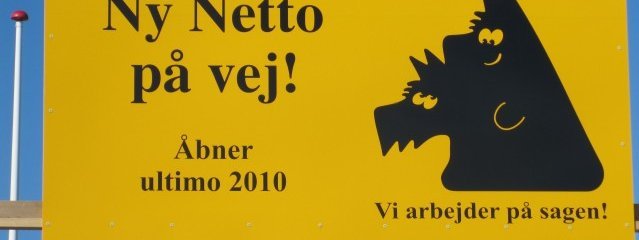 Ny Netto
på vej!
Åbner
ultimo 2010
Vi arbejder på sagen!